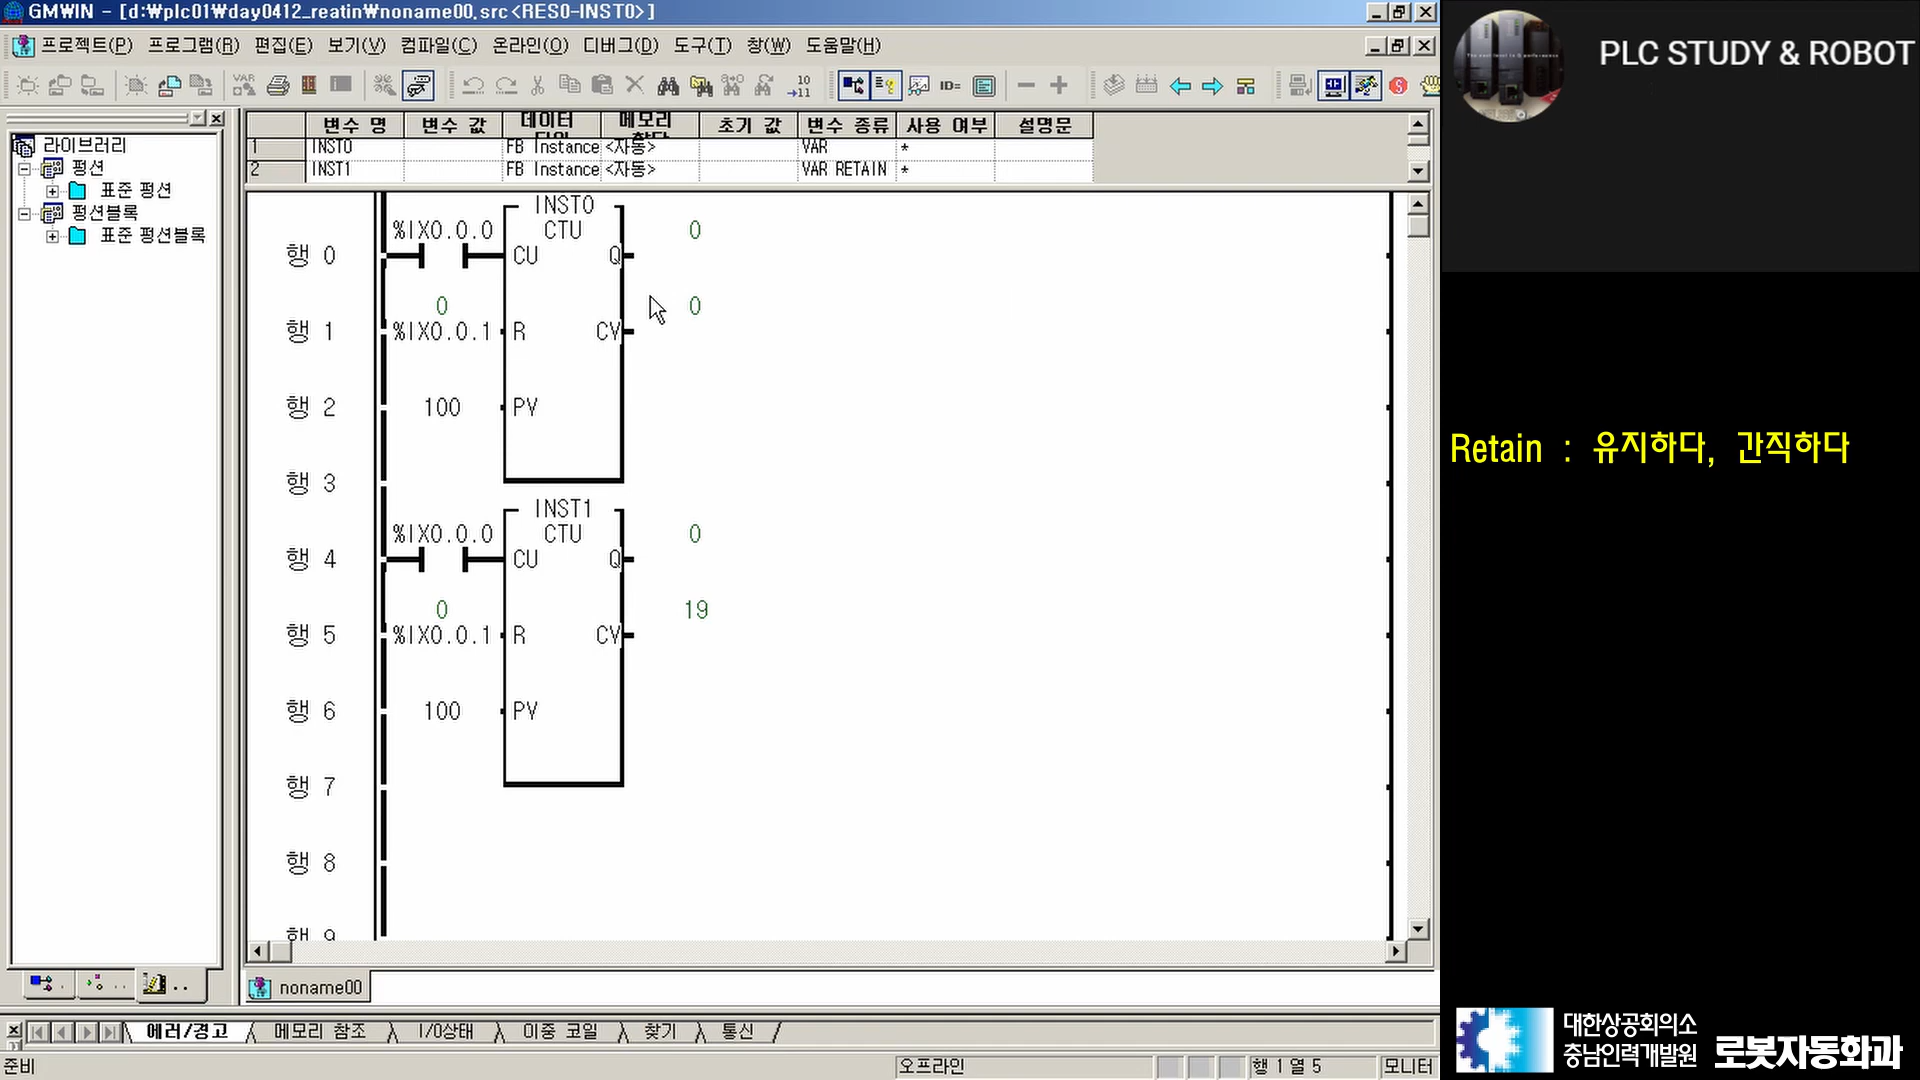 GMWIN - [d:₩plc01₩day0412_reatin₩noname00.src<RES0-INST0>]
프로젝트(P) 프로그램(R) 편집(E) 보기(V) 컴파일(C) 온라인(O) 디버그(D) 도구(T) 창(W) 도움말(H)
VAR
10
11
ID=
라이브러리
펑션
표준 펑션
펑션블록
표준 펑션블록
변수 명 변수 값 데이터 메모리 초기 값 변수 종류 사용 여부 설명문
1 INST0 FB Instance <자동> VAR *
2 INST1 FB Instance <자동> VAR RETAIN *
INST0
%IX0.0.0 CTU 0
행 0 CU Q
0 0
행 1 %IX0.0.1 R CV
행 2 100 PV
행 3
INST1
%IX0.0.0 CTU 0
행 4 CU Q
0 19
행 5 %IX0.0.1 R CV
행 6 100 PV
행 7
행 8
행 9
noname00
에러/경고 메모리 참조 I/O상태 이중 코일 찾기 통신
준비 오프라인 행 1 열 5 모니터
PLC STUDY & ROBOT
Retain : 유지하다, 간직하다
대한상공회의소
충남인력개발원 로봇자동화과